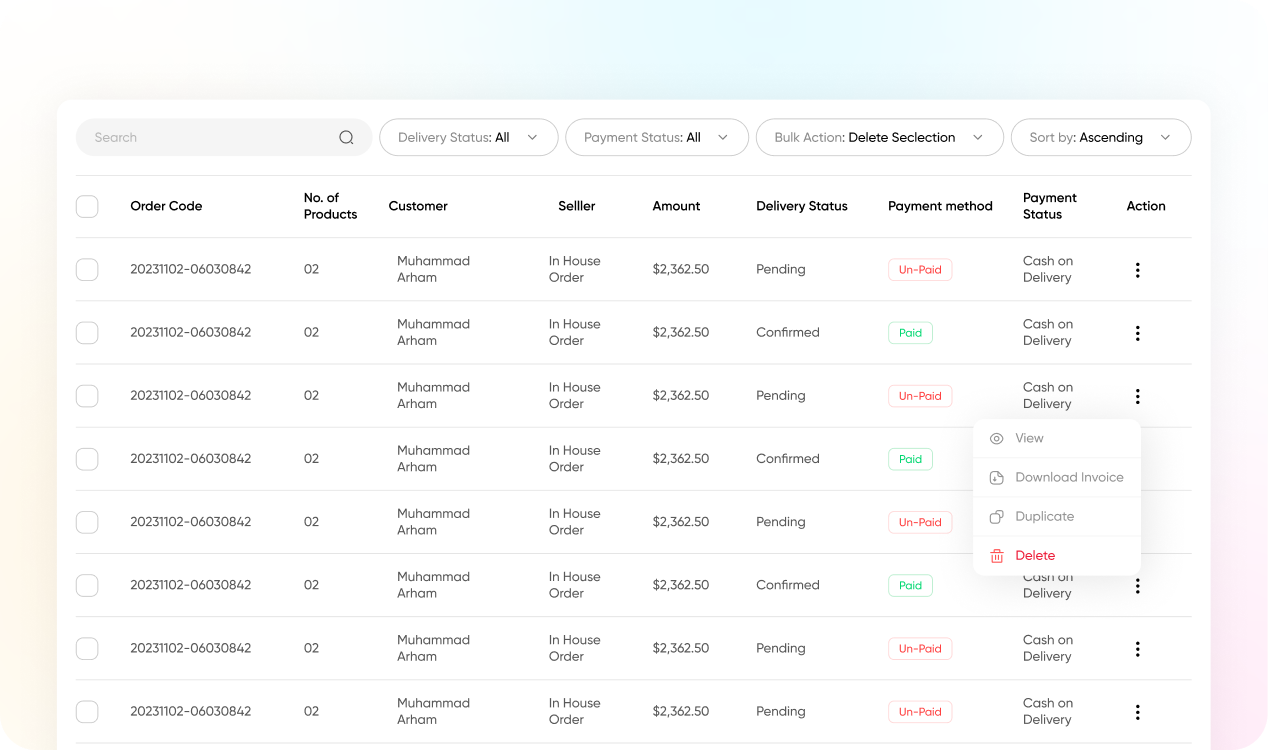 Search
Delivery Status: All
Payment Status: All
Bulk Action: Delete Seclection
Sort by: Ascending
Order Code
No. of
Products
Customer
Selller
Amount
Delivery Status
Payment method
Payment
Status
Action
20231102-06030842
02
Muhammad
Arham
In House
Order
$2,362.50
Pending
Un-Paid
Cash on
Delivery
20231102-06030842
02
Muhammad
Arham
In House
Order
$2,362.50
Confirmed
Paid
Cash on
Delivery
20231102-06030842
02
Muhammad
Arham
In House
Order
$2,362.50
Pending
Un-Paid
Cash on
Delivery
20231102-06030842
02
Muhammad
Arham
In House
Order
$2,362.50
Confirmed
Paid
View
Download Invoice
Duplicate
Delete
20231102-06030842
02
Muhammad
Arham
In House
Order
$2,362.50
Pending
Un-Paid
20231102-06030842
02
Muhammad
Arham
In House
Order
$2,362.50
Confirmed
Paid
Cash on
Delivery
20231102-06030842
02
Muhammad
Arham
In House
Order
$2,362.50
Pending
Un-Paid
Cash on
Delivery
20231102-06030842
02
Muhammad
Arham
In House
Order
$2,362.50
Pending
Un-Paid
Cash on
Delivery